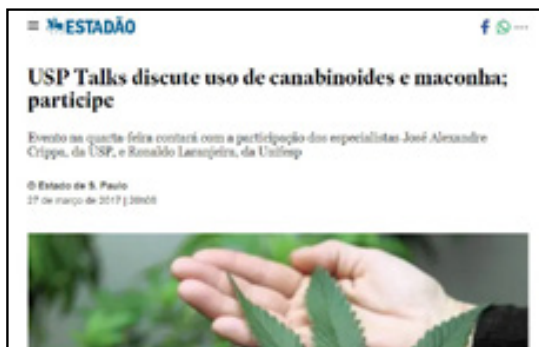 ESTADÃO
USP Talks discute uso de canabinoides e maconha;
participe
Evento na quarta-feira contará com a participação dos especialistas José Alexandre
Crippa, da USP, e Ronaldo Laranjeira, da Unifesp
O Estado de S. Paulo
27 de março de 2017 |